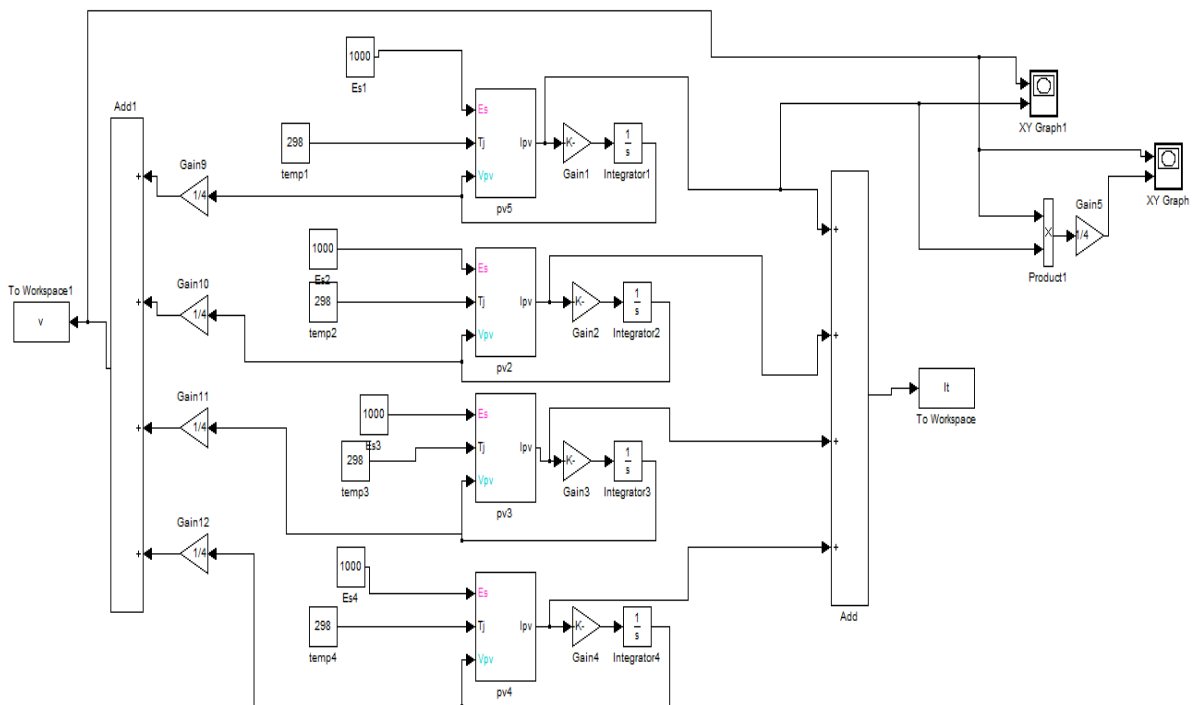 1000
Es1
Add1
Es
298
Tj
Ipv
K-
1
s
temp1
Vpv
Gain1
Integrator1
pv5
XY Graph1
XY Graph
Gain9
1/4
+
+
X
Gain5
1/4
Product1
1000
Es2
Es
298
Tj
Ipv
K-
1
s
temp2
Vpv
Gain2
Integrator2
pv2
Gain10
1/4
+
+
To Workspace1
v
1000
Es3
Es
298
Tj
Ipv
K-
1
s
temp3
Vpv
Gain3
Integrator3
pv3
Gain11
1/4
+
+
It
To Workspace
1000
Es4
Es
298
Tj
Ipv
K-
1
s
temp4
Vpv
Gain4
Integrator4
pv4
Gain12
1/4
+
+
Add